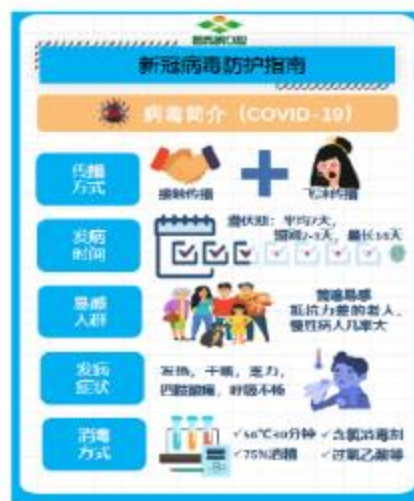 新冠病毒防护指南
病毒简介（COVID-19）
传播
方式
接触传播
飞沫传播
发病
时间
潜伏期：平均7天，
短则2-3天，最长14天
易感
人群
普遍易感
抵抗力差的老人，
慢性病人几率大
发病
症状
发热，干咳，乏力，
四肢酸痛，呼吸不畅
消毒
方式
✓56℃30分钟 ✓含氯消毒剂
✓75%酒精 ✓过氧乙酸等